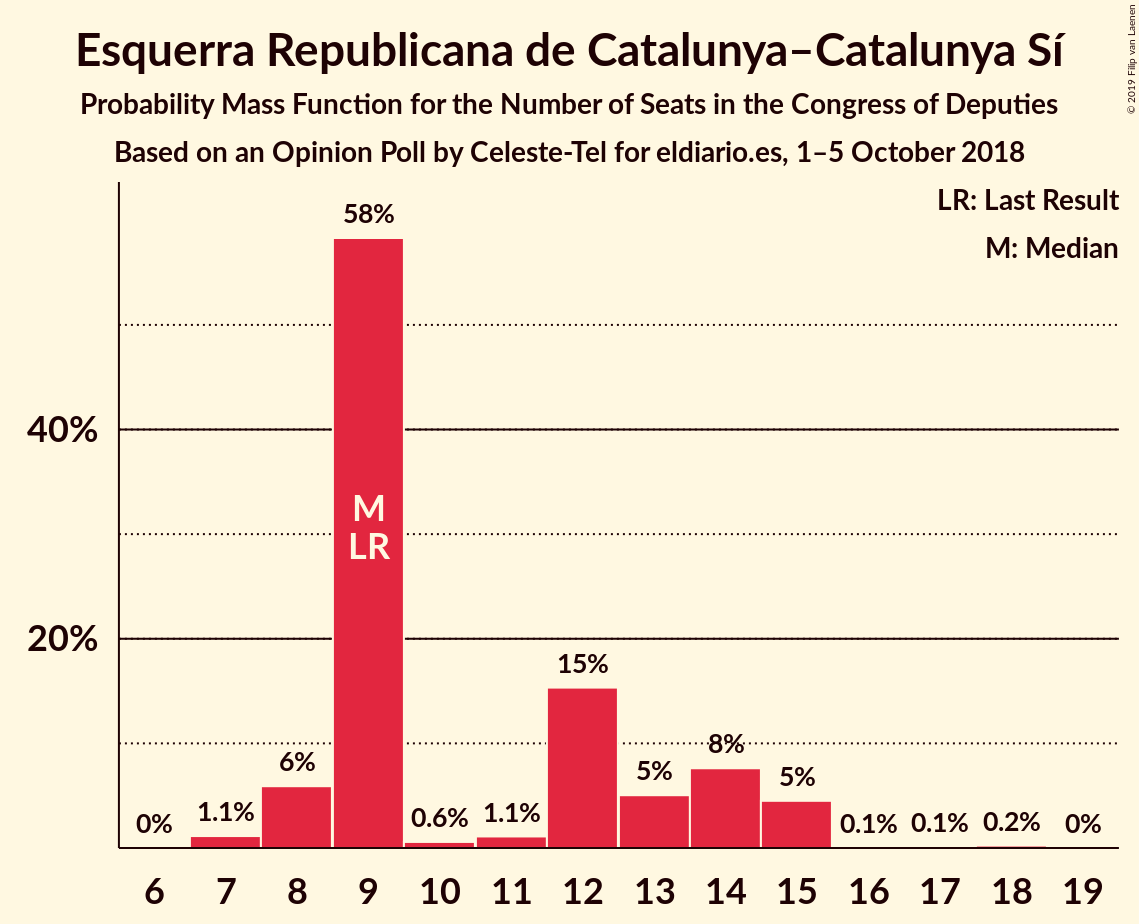 Esquerra Republicana de Catalunya–Catalunya Sí
Probability Mass Function for the Number of Seats in the Congress of Deputies
Based on an Opinion Poll by Celeste-Tel for eldiario.es, 1–5 October 2018
© 2019 Filip van Laenen
LR: Last Result
M: Median
58%
40%
M
LR
20%
15%
8%
6%
5%
5%
1.1%
0.6%
1.1%
0%
0.1%
0.1%
0.2%
0%
6 7 8 9 10 11 12 13 14 15 16 17 18 19